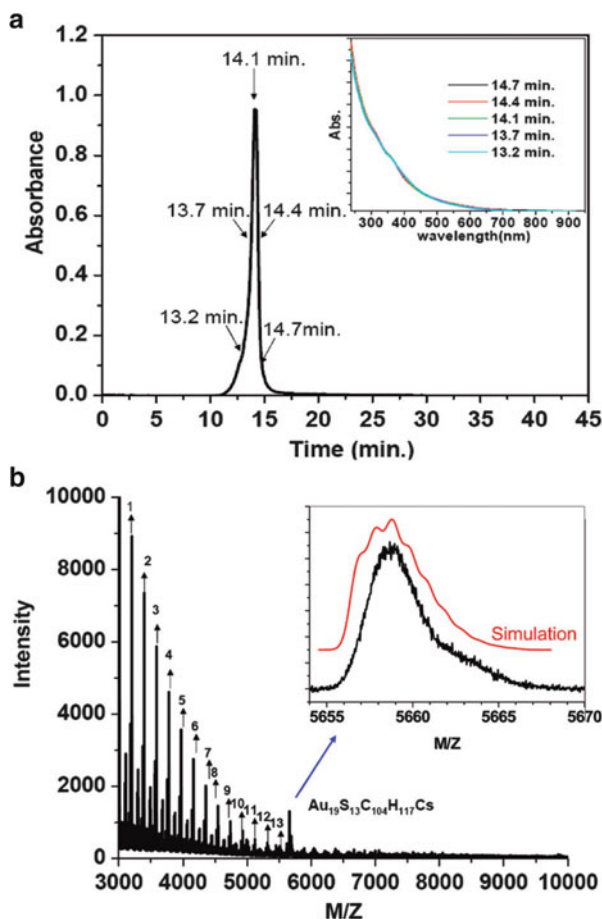 a
1.2
1.0
0.8
0.6
0.4
0.2
0.0
Absorbance
14.1 min.
13.7 min.
14.4 min.
13.2 min.
14.7min.
0 5 10 15 20 25 30 35 40 45
Time (min.)
Abs.
14.7 min.
14.4 min.
14.1 min.
13.7 min.
13.2 min.
300 400 500 600 700 800 900
wavelength(nm)
b
10000
8000
6000
4000
2000
0
Intensity
1
2
3
4
5
6
7
8
9
10
11
12
13
Au19S13C104H117Cs
3000 4000 5000 6000 7000 8000 9000 10000
M/Z
Simulation
5655 5660 5665 5670
M/Z